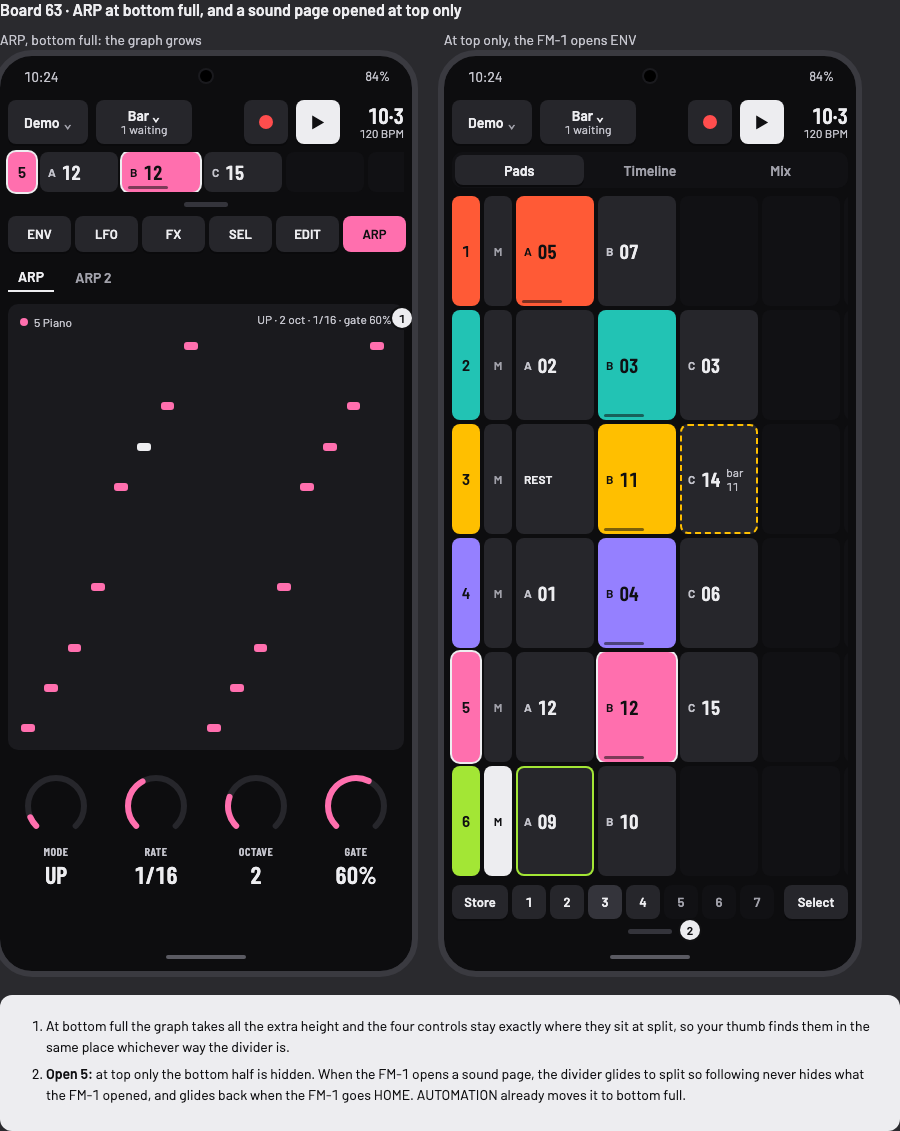 Board 63 · ARP at bottom full, and a sound page opened at top only
ARP, bottom full: the graph grows
10:24
84%
Demo
Bar
1 waiting
10·3
120 BPM
5
A 12
B 12
C 15
ENV
LFO
FX
SEL
EDIT
ARP
ARP
ARP 2
5 Piano
UP · 2 oct · 1/16 · gate 60%
1
MODE
RATE
OCTAVE
GATE
UP
1/16
2
60%
At top only, the FM-1 opens ENV
10:24
84%
Demo
Bar
1 waiting
10·3
120 BPM
Pads
Timeline
Mix
1
M
A 05
B 07
2
M
A 02
B 03
C 03
3
M
REST
B 11
C 14
bar
11
4
M
A 01
B 04
C 06
5
M
A 12
B 12
C 15
6
M
A 09
B 10
Store
1
2
3
4
5
6
7
Select
2
1. At bottom full the graph takes all the extra height and the four controls stay exactly where they sit at split, so your thumb finds them in the
same place whichever way the divider is.
2. Open 5: at top only the bottom half is hidden. When the FM-1 opens a sound page, the divider glides to split so following never hides what
the FM-1 opened, and glides back when the FM-1 goes HOME. AUTOMATION already moves it to bottom full.